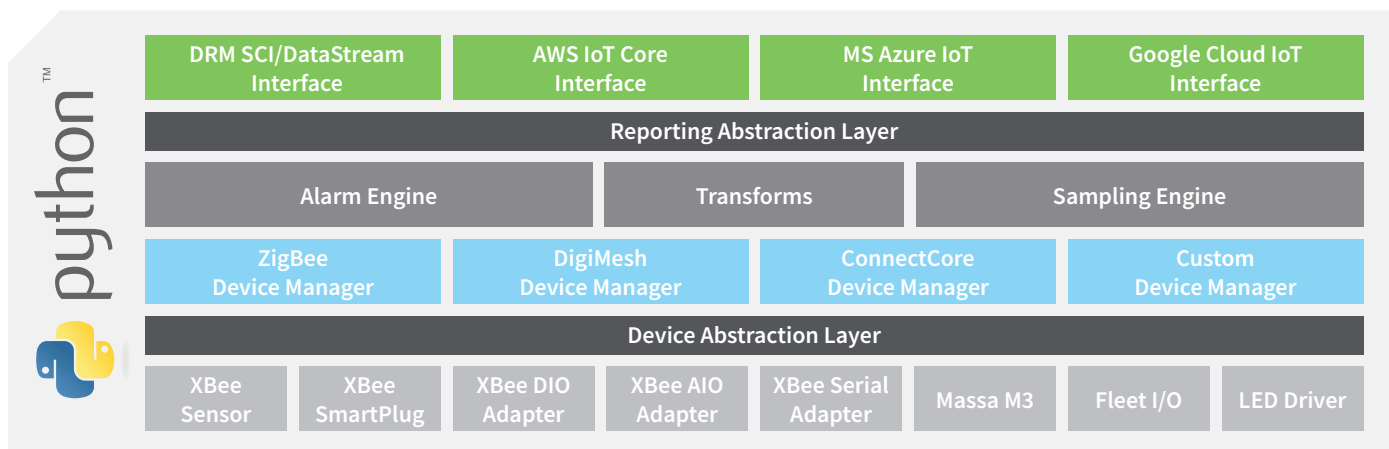 python™
DRM SCI/DataStream
Interface
AWS IoT Core
Interface
MS Azure IoT
Interface
Google Cloud IoT
Interface
Reporting Abstraction Layer
Alarm Engine
Transforms
Sampling Engine
ZigBee
Device Manager
DigiMesh
Device Manager
ConnectCore
Device Manager
Custom
Device Manager
Device Abstraction Layer
XBee
Sensor
XBee
SmartPlug
XBee DIO
Adapter
XBee AIO
Adapter
XBee Serial
Adapter
Massa M3
Fleet I/O
LED Driver